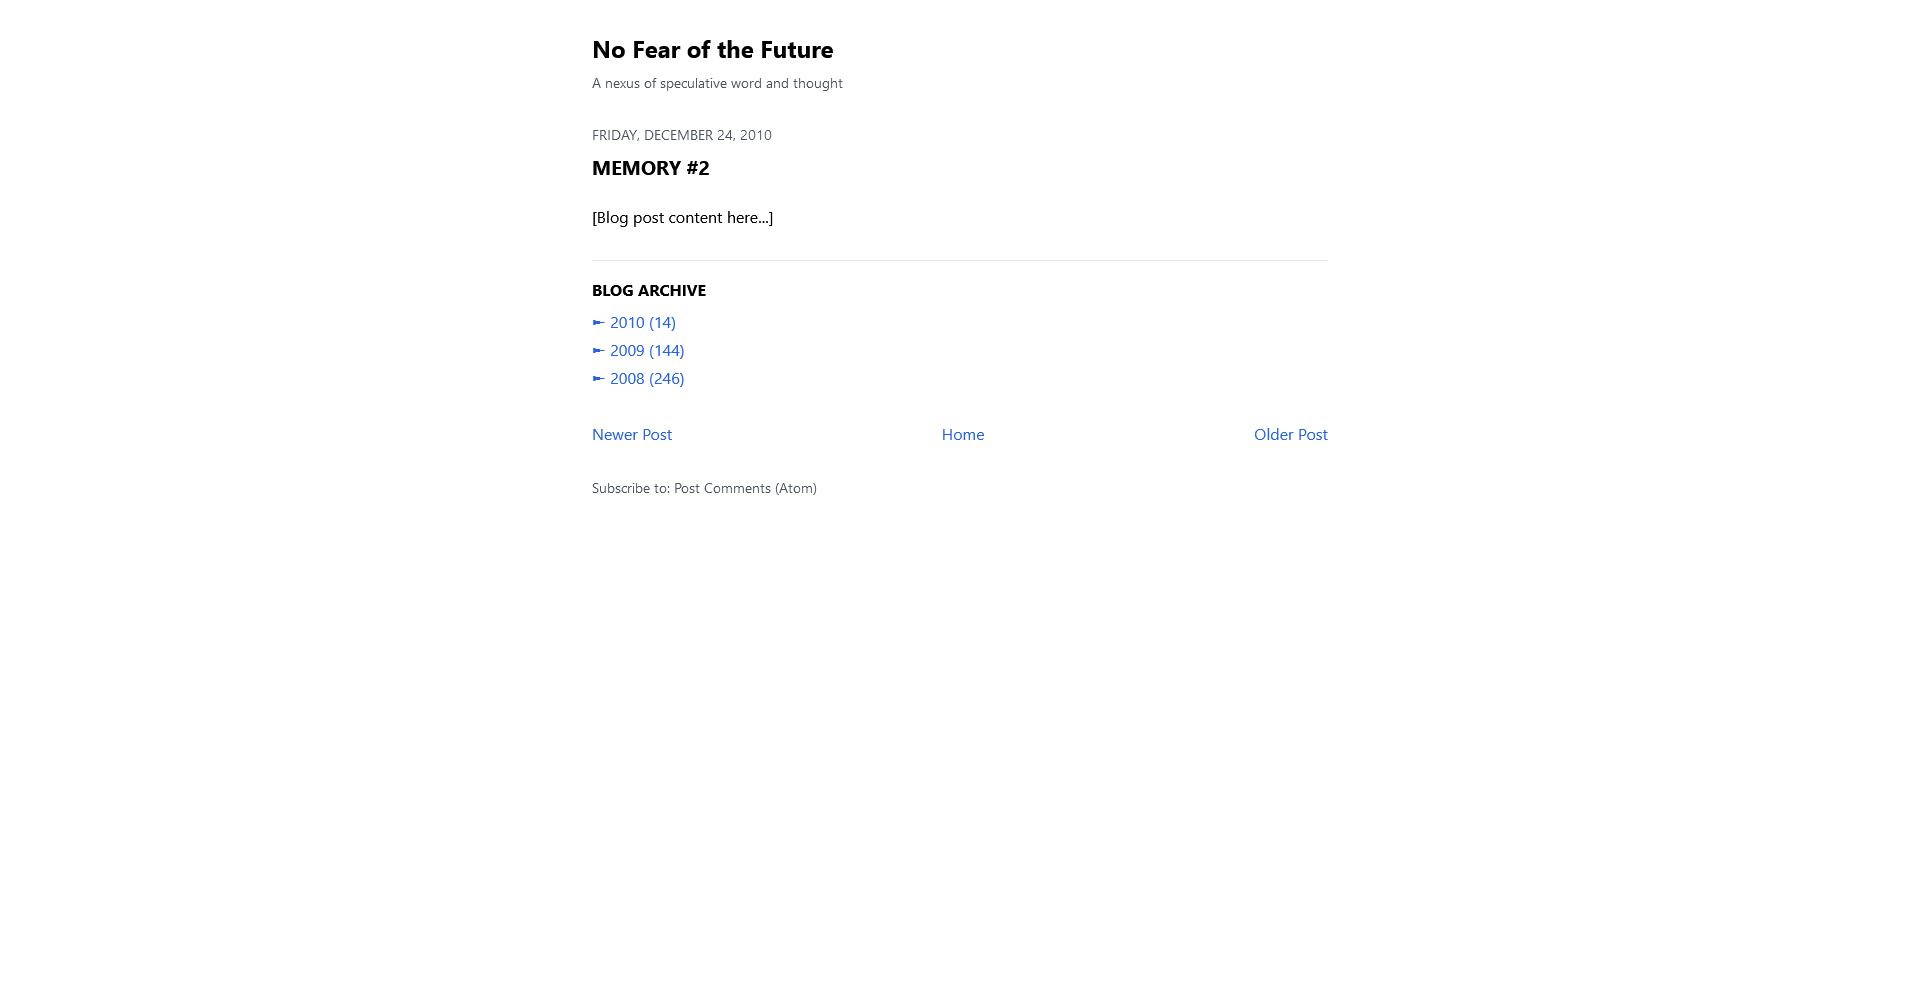 No Fear of the Future
A nexus of speculative word and thought
FRIDAY, DECEMBER 24, 2010
MEMORY #2
[Blog post content here...]
BLOG ARCHIVE
► 2010 (14)
► 2009 (144)
► 2008 (246)
Newer Post Home Older Post
Subscribe to: Post Comments (Atom)